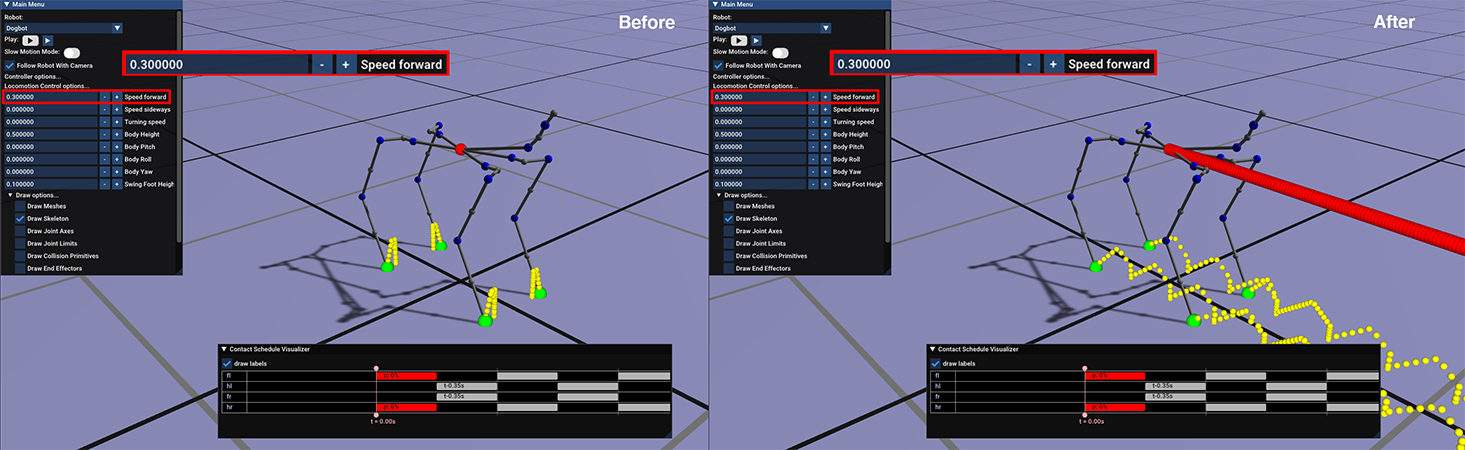 Main Menu
Before
Robot:
Dogbot
Play:
Slow Motion Mode:
Follow Robot With Camera
0.300000 - + Speed forward
Controller options...
Locomotion Control options...
0.300000 - + Speed forward
0.000000 - + Speed sideways
0.000000 - + Turning speed
0.500000 - + Body Height
0.000000 - + Body Pitch
0.000000 - + Body Roll
0.000000 - + Body Yaw
0.100000 - + Swing Foot Heigh
Draw options...
Draw Meshes
Draw Skeleton
Draw Joint Axes
Draw Joint Limits
Draw Collision Primitives
Draw End Effectors
Contact Schedule Visualizer
draw labels
fl p: 0%
hl t-0.35s
fr t-0.35s
hr p: 0%
t = 0.00s
Main Menu
After
Robot:
Dogbot
Play:
Slow Motion Mode:
Follow Robot With Camera
0.300000 - + Speed forward
Controller options...
Locomotion Control options...
0.300000 - + Speed forward
0.000000 - + Speed sideways
0.000000 - + Turning speed
0.500000 - + Body Height
0.000000 - + Body Pitch
0.000000 - + Body Roll
0.000000 - + Body Yaw
0.100000 - + Swing Foot Heigh
Draw options...
Draw Meshes
Draw Skeleton
Draw Joint Axes
Draw Joint Limits
Draw Collision Primitives
Draw End Effectors
Contact Schedule Visualizer
draw labels
fl p: 0%
hl t-0.35s
fr t-0.35s
hr p: 0%
t = 0.00s